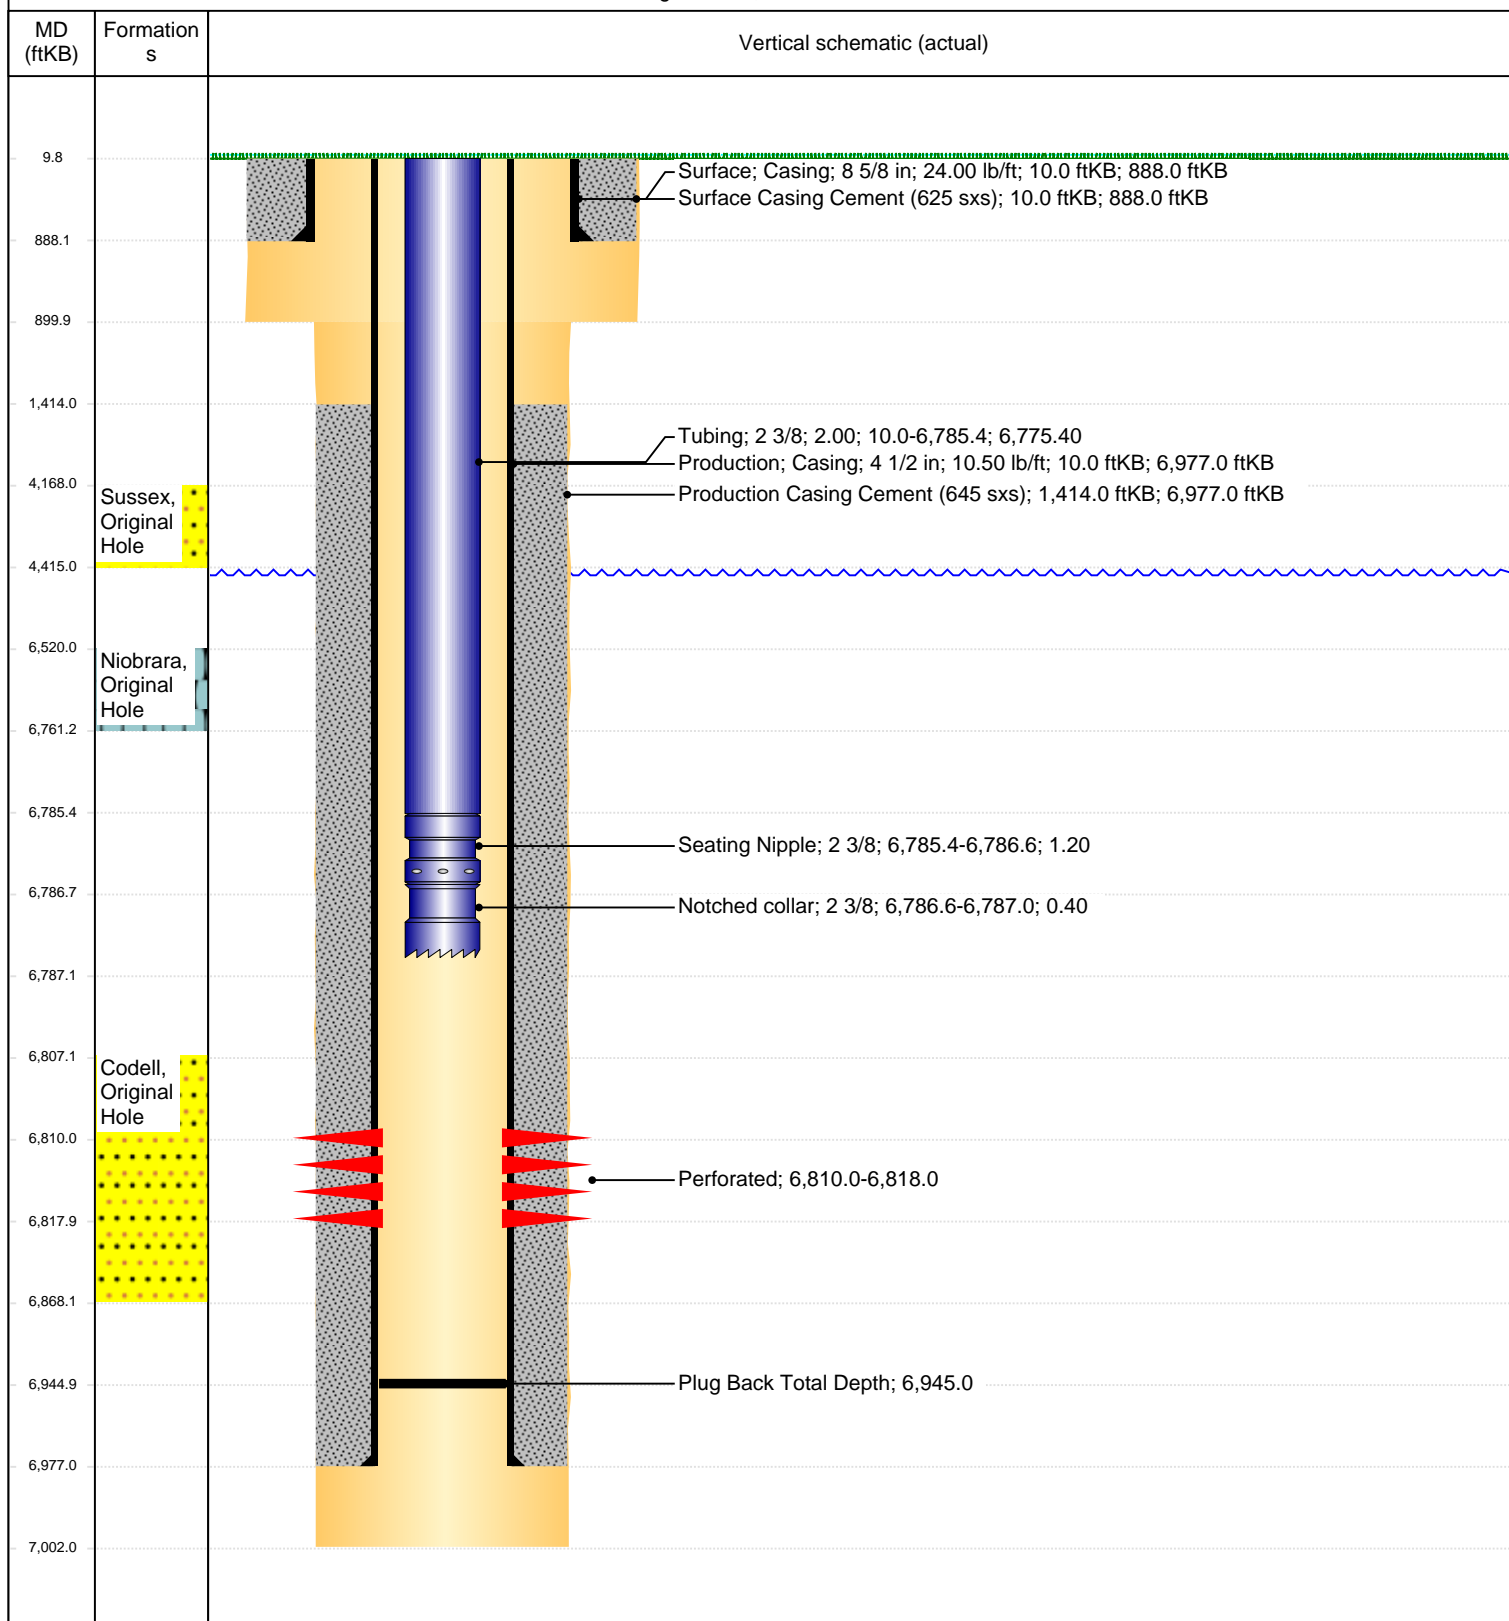 MD
(ftKB)
Formation
s
Vertical schematic (actual)
9.8
Surface; Casing; 8 5/8 in; 24.00 lb/ft; 10.0 ftKB; 888.0 ftKB
Surface Casing Cement (625 sxs); 10.0 ftKB; 888.0 ftKB
888.1
899.9
1,414.0
Tubing; 2 3/8; 2.00; 10.0-6,785.4; 6,775.40
Production; Casing; 4 1/2 in; 10.50 lb/ft; 10.0 ftKB; 6,977.0 ftKB
4,168.0
Production Casing Cement (645 sxs); 1,414.0 ftKB; 6,977.0 ftKB
Sussex,
Original
Hole
4,415.0
6,520.0
Niobrara,
Original
Hole
6,761.2
6,785.4
Seating Nipple; 2 3/8; 6,785.4-6,786.6; 1.20
6,786.7
Notched collar; 2 3/8; 6,786.6-6,787.0; 0.40
6,787.1
6,807.1
Codell,
Original
Hole
6,810.0
Perforated; 6,810.0-6,818.0
6,817.9
6,868.1
6,944.9
Plug Back Total Depth; 6,945.0
6,977.0
7,002.0